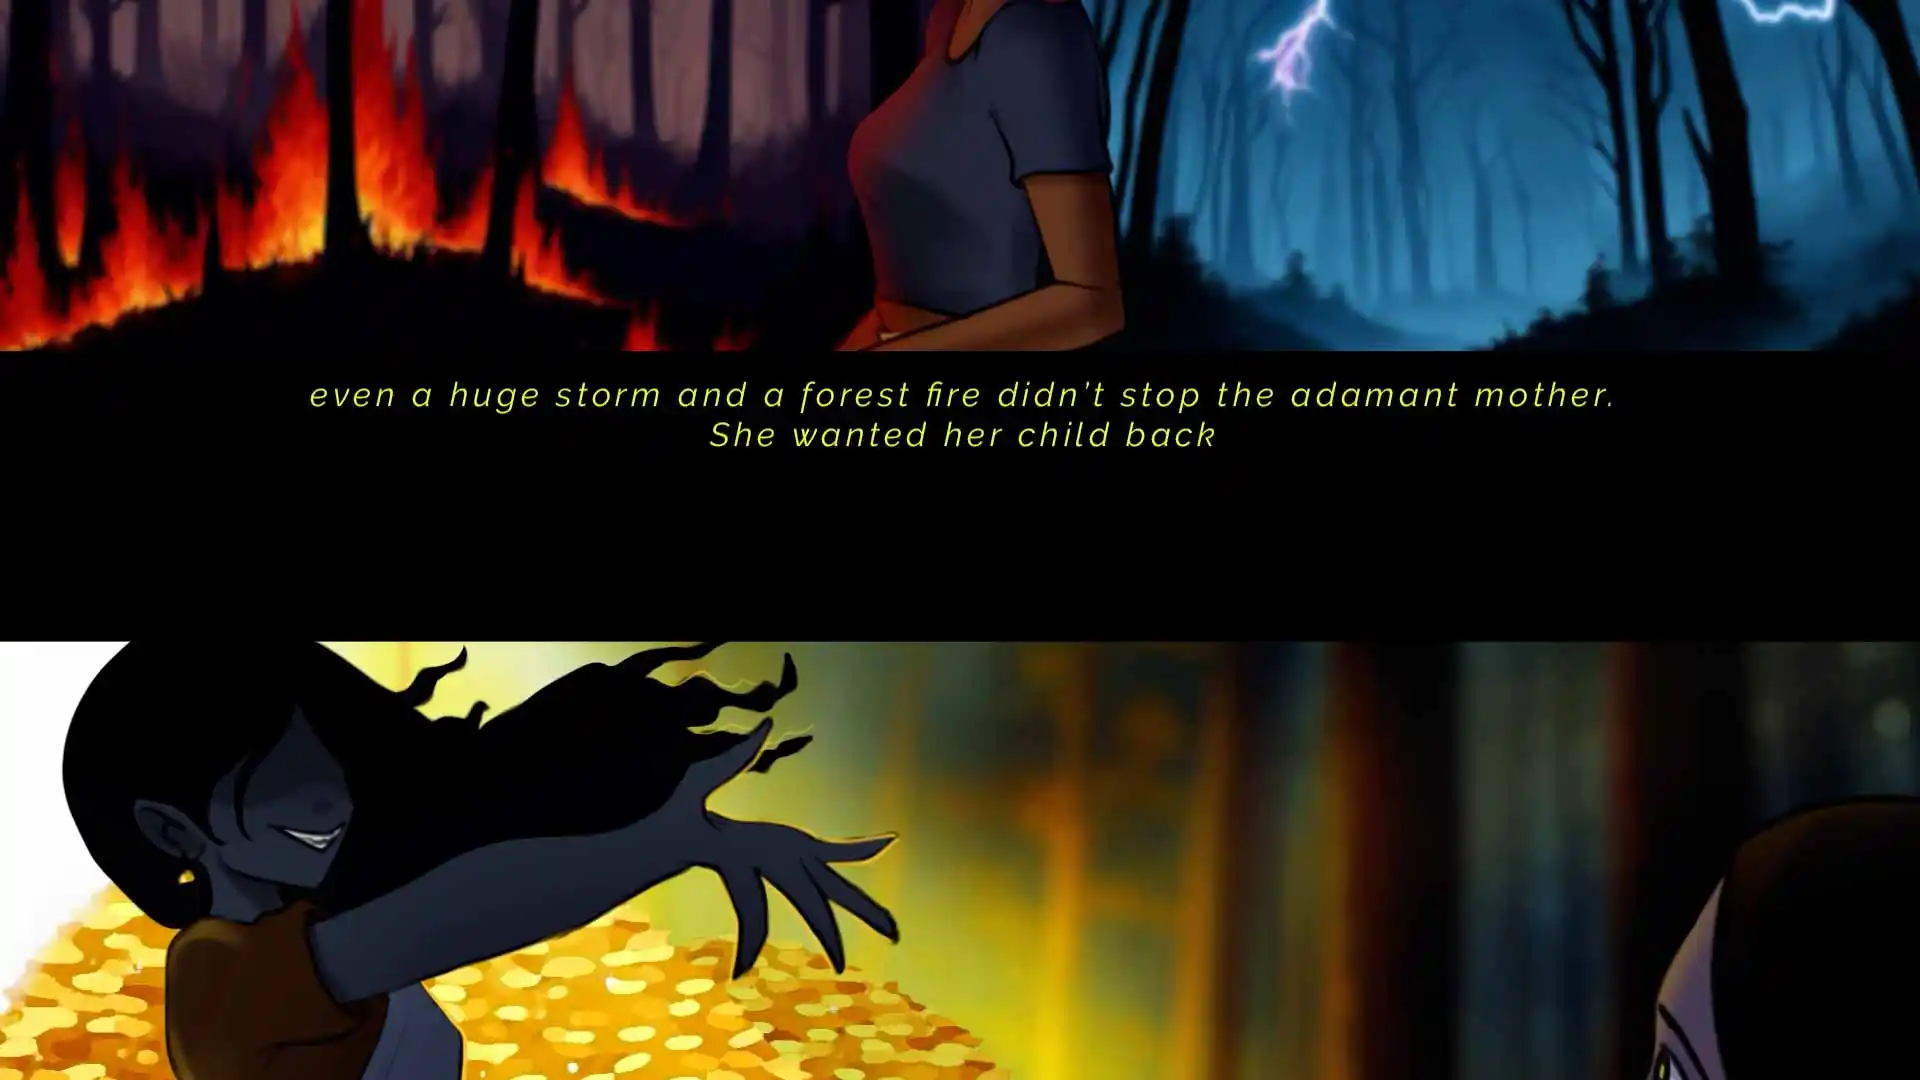 even a huge storm and a forest fire didn't stop the adamant mother.
She wanted her child back